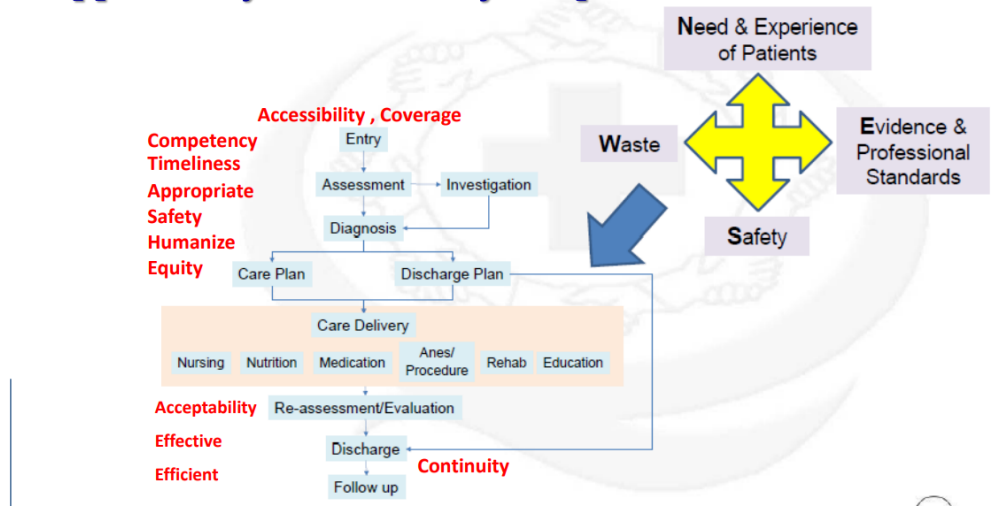 Need & Experience
of Patients
Accessibility , Coverage
Competency
Entry
Waste
Evidence &
Professional
Standards
Timeliness
Appropriate
Assessment
Investigation
Safety
Diagnosis
Safety
Humanize
Equity
Care Plan
Discharge Plan
Care Delivery
Nursing
Nutrition
Medication
Anes/
Procedure
Rehab
Education
Acceptability
Re-assessment/Evaluation
Effective
Discharge
Continuity
Efficient
Follow up